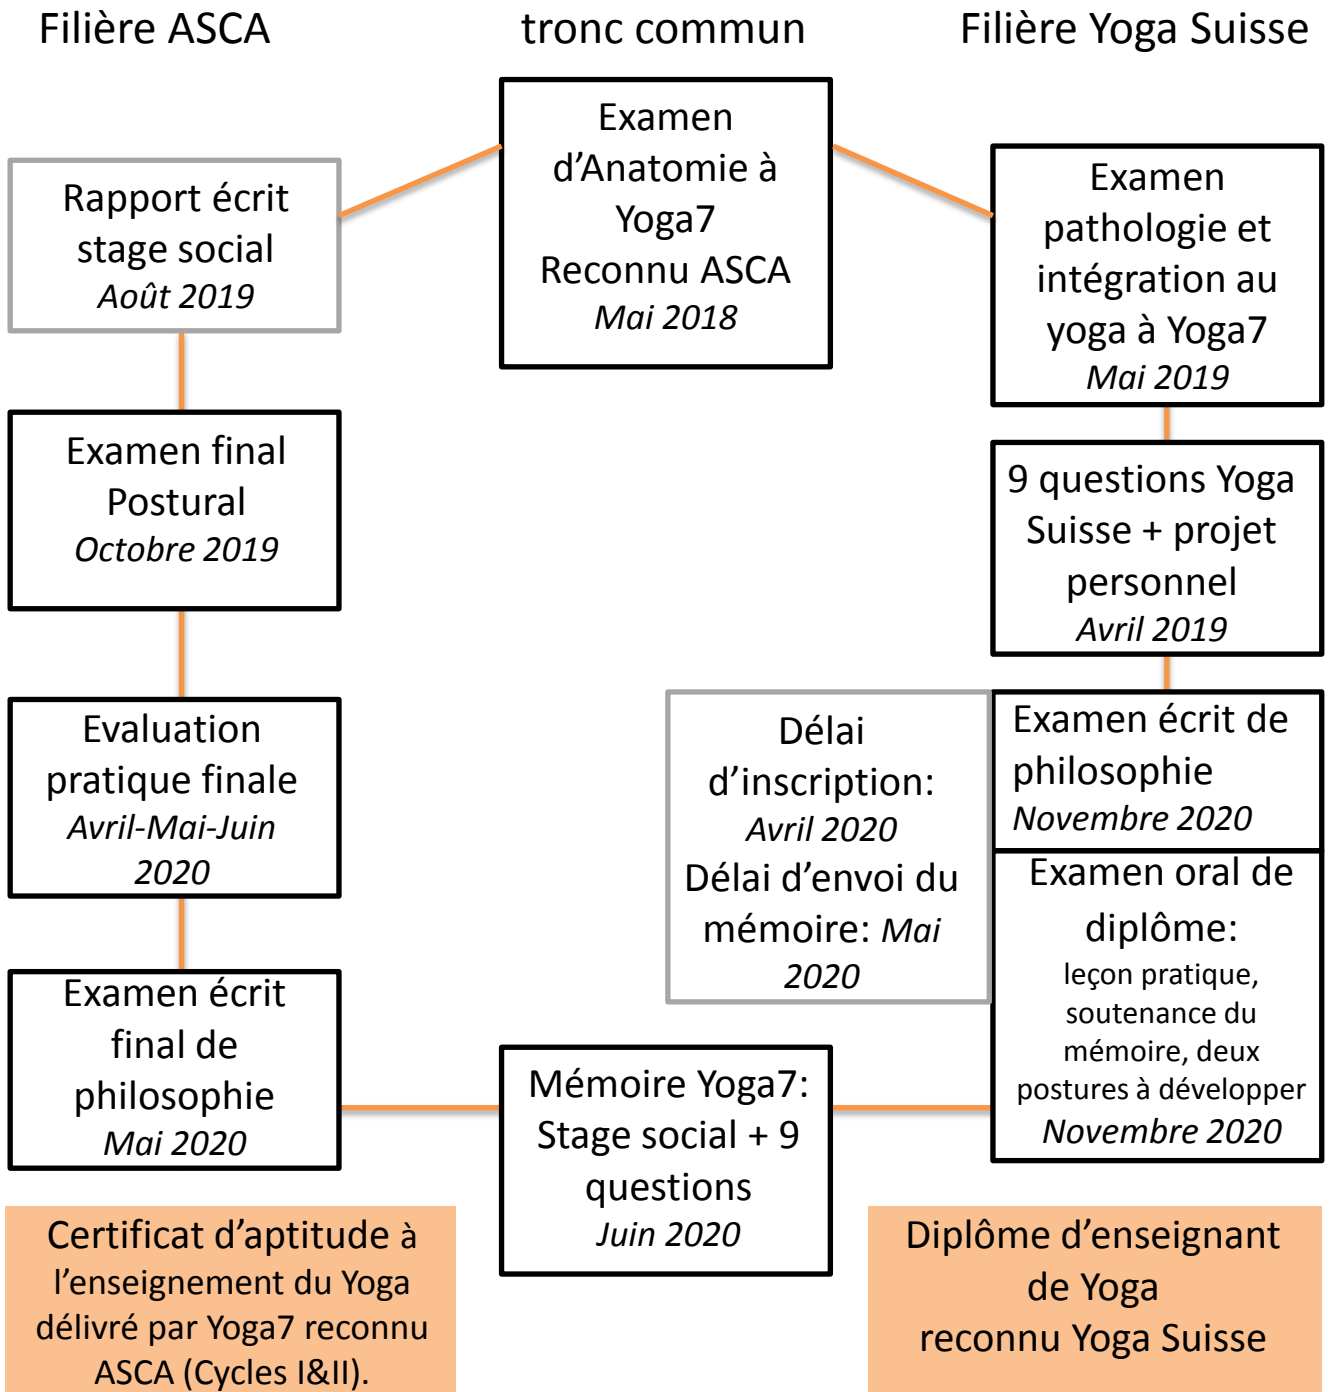 Filière ASCA
tronc commun
Filière Yoga Suisse
Examen
d’Anatomie à
Yoga7
Reconnu ASCA
Mai 2018
Rapport écrit
stage social
Août 2019
Examen final
Postural
Octobre 2019
Evaluation
pratique finale
Avril-Mai-Juin
2020
Examen écrit
final de
philosophie
Mai 2020
Examen
pathologie et
intégration au
yoga à Yoga7
Mai 2019
9 questions Yoga
Suisse + projet
personnel
Avril 2019
Délai
d’inscription:
Avril 2020
Délai d’envoi du
mémoire: Mai
2020
Examen écrit de
philosophie
Novembre 2020
Examen oral de
diplôme:
leçon pratique,
soutenance du
mémoire, deux
postures à développer
Novembre 2020
Mémoire Yoga7:
Stage social + 9
questions
Juin 2020
Certificat d’aptitude à
l’enseignement du Yoga
délivré par Yoga7 reconnu
ASCA (Cycles I&II).
Diplôme d’enseignant
de Yoga
reconnu Yoga Suisse